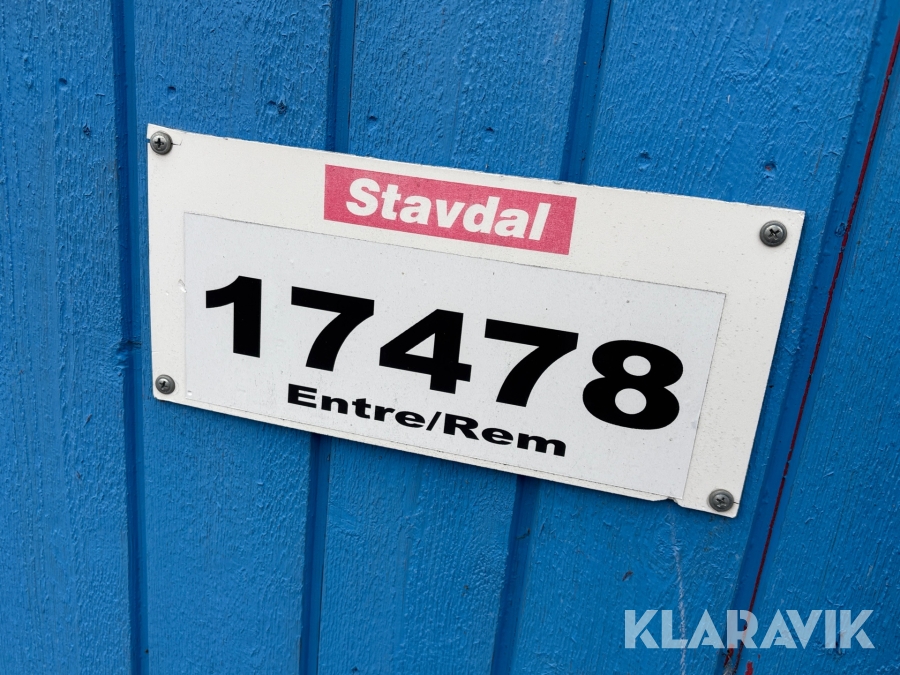 Stavdal
17478
Entre/Rem
KLARAVIK